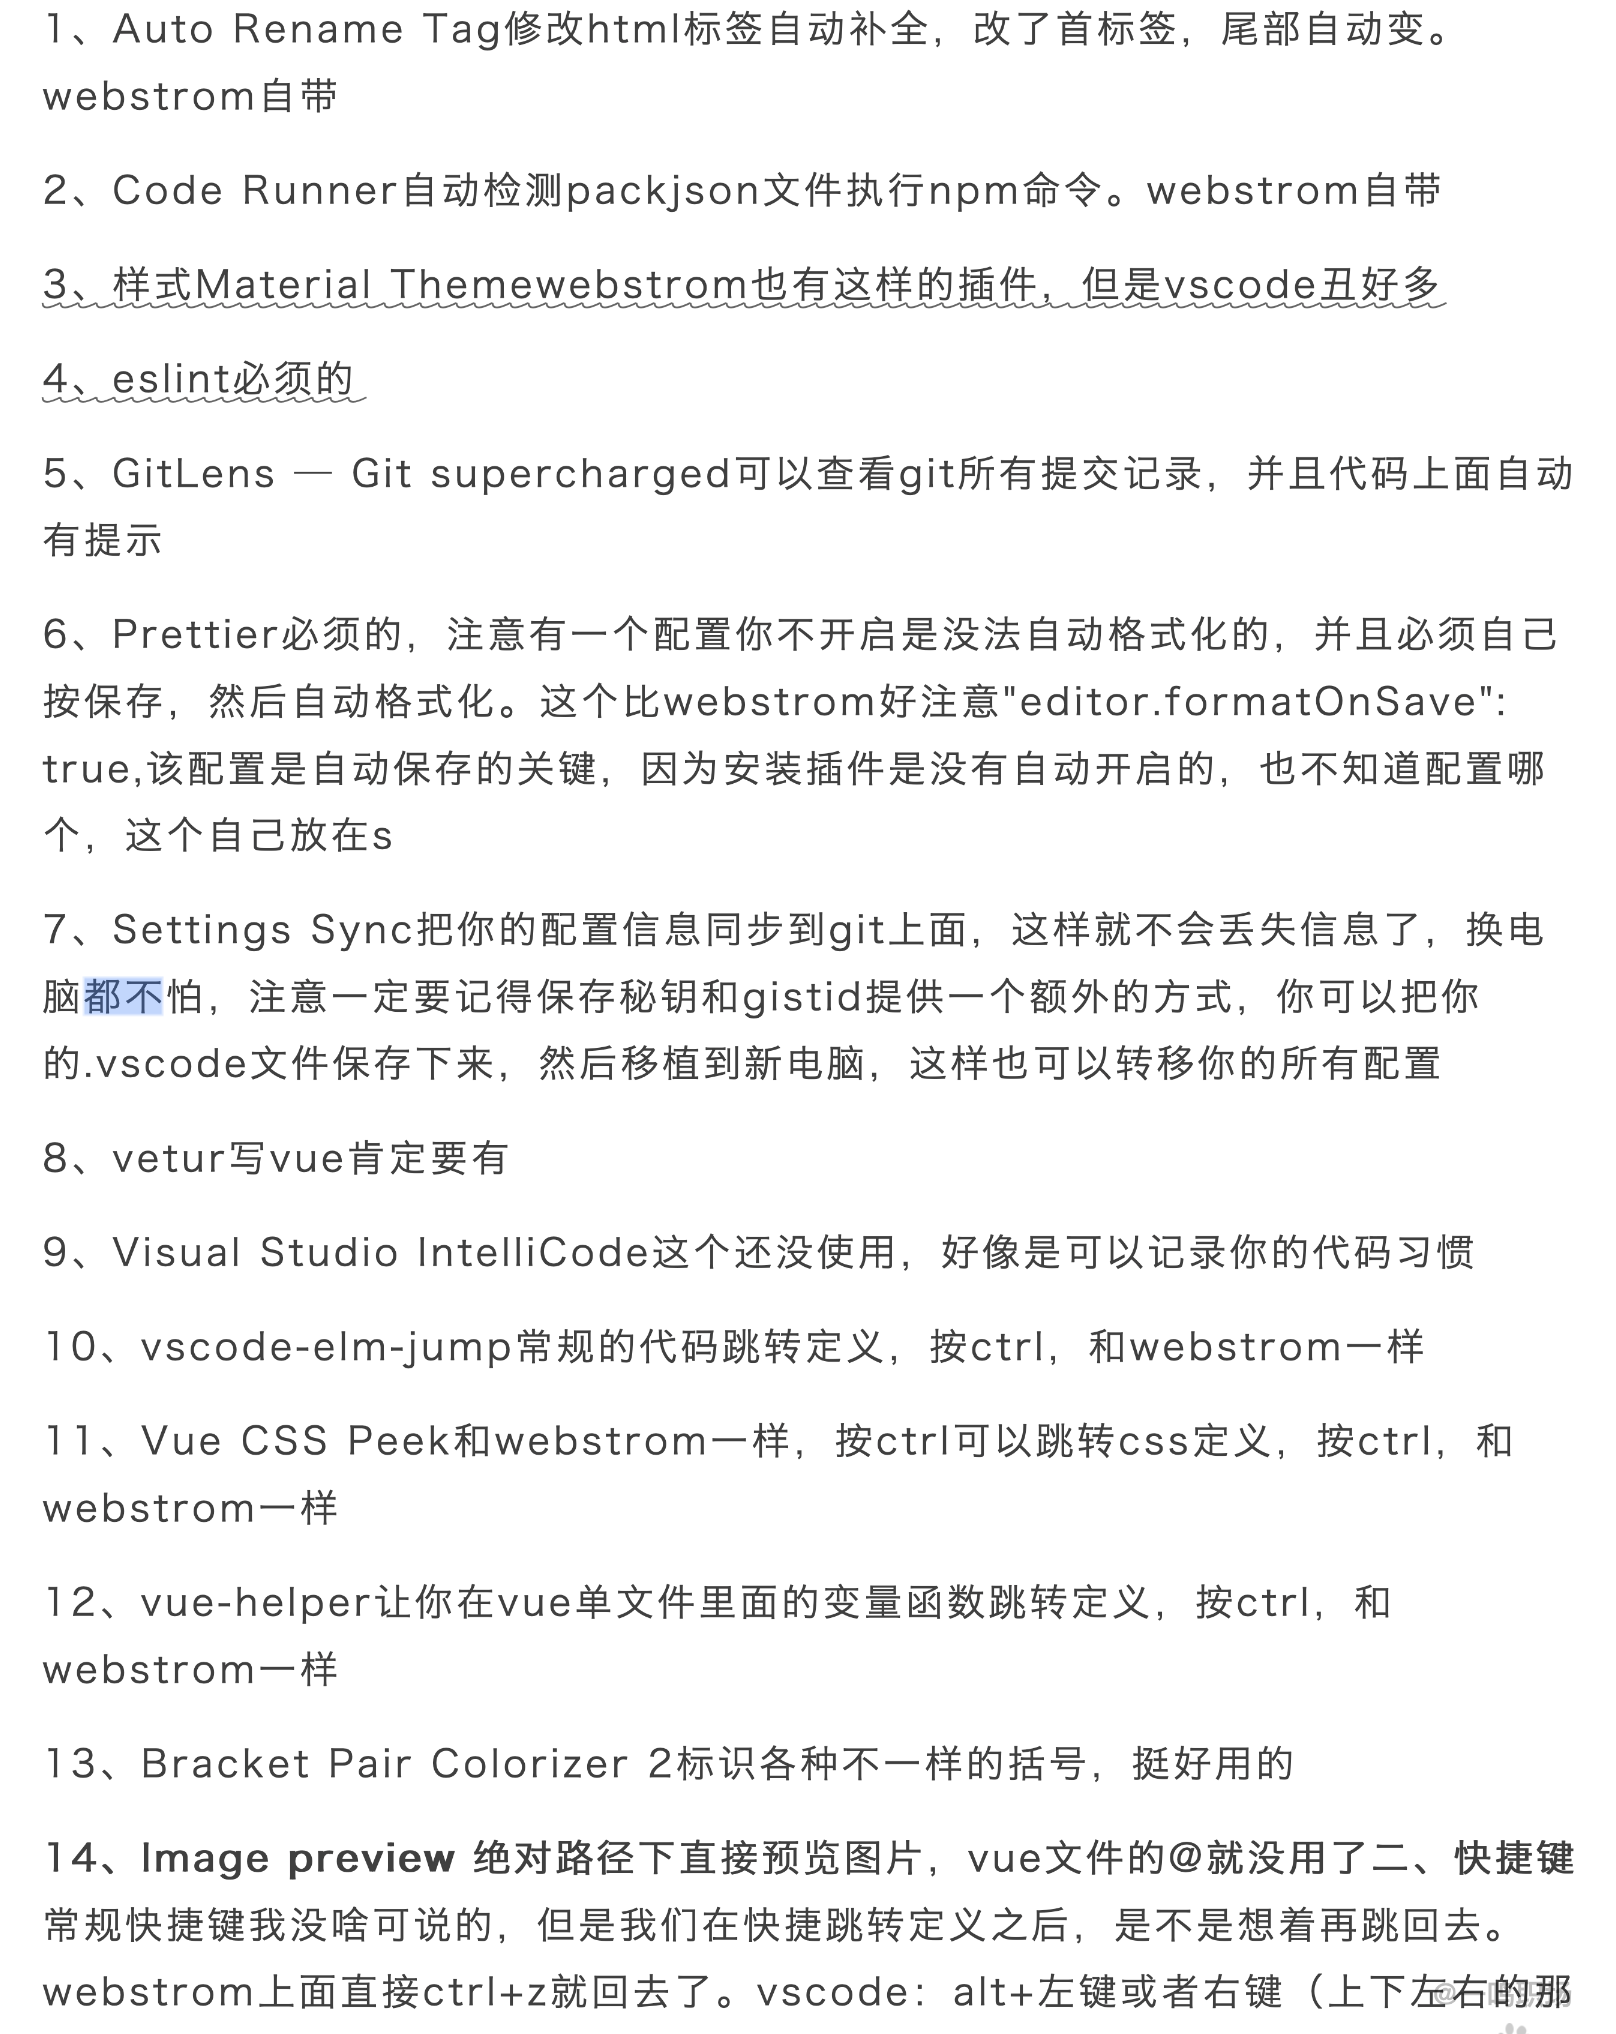 1、Auto Rename Tag修改html标签自动补全，改了首标签，尾部自动变。
webstrom自带
2、Code Runner自动检测packjson文件执行npm命令。webstrom自带
3、样式Material Themewebstrom也有这样的插件，但是vscode丑好多
4、eslint必须的
5、GitLens — Git supercharged可以查看git所有提交记录，并且代码上面自动
有提示
6、Prettier必须的，注意有一个配置你不开启是没法自动格式化的，并且必须自己
按保存，然后自动格式化。这个比webstrom好注意"editor.formatOnSave":
true,该配置是自动保存的关键，因为安装插件是没有自动开启的，也不知道配置哪
个，这个自己放在s
7、Settings Sync把你的配置信息同步到git上面，这样就不会丢失信息了，换电
脑都不怕，注意一定要记得保存秘钥和gistid提供一个额外的方式，你可以把你
的.vscode文件保存下来，然后移植到新电脑，这样也可以转移你的所有配置
8、vetur写vue肯定要有
9、Visual Studio IntelliCode这个还没使用，好像是可以记录你的代码习惯
10、vscode-elm-jump常规的代码跳转定义，按ctrl，和webstrom一样
11、Vue CSS Peek和webstrom一样，按ctrl可以跳转css定义，按ctrl，和
webstrom一样
12、vue-helper让你在vue单文件里面的变量函数跳转定义，按ctrl，和
webstrom一样
13、Bracket Pair Colorizer 2标识各种不一样的括号，挺好用的
14、Image preview 绝对路径下直接预览图片，vue文件的@就没用了二、快捷键
常规快捷键我没啥可说的，但是我们在快捷跳转定义之后，是不是想着再跳回去。
webstrom上面直接ctrl+z就回去了。vscode：alt+左键或者右键（上下左右的那